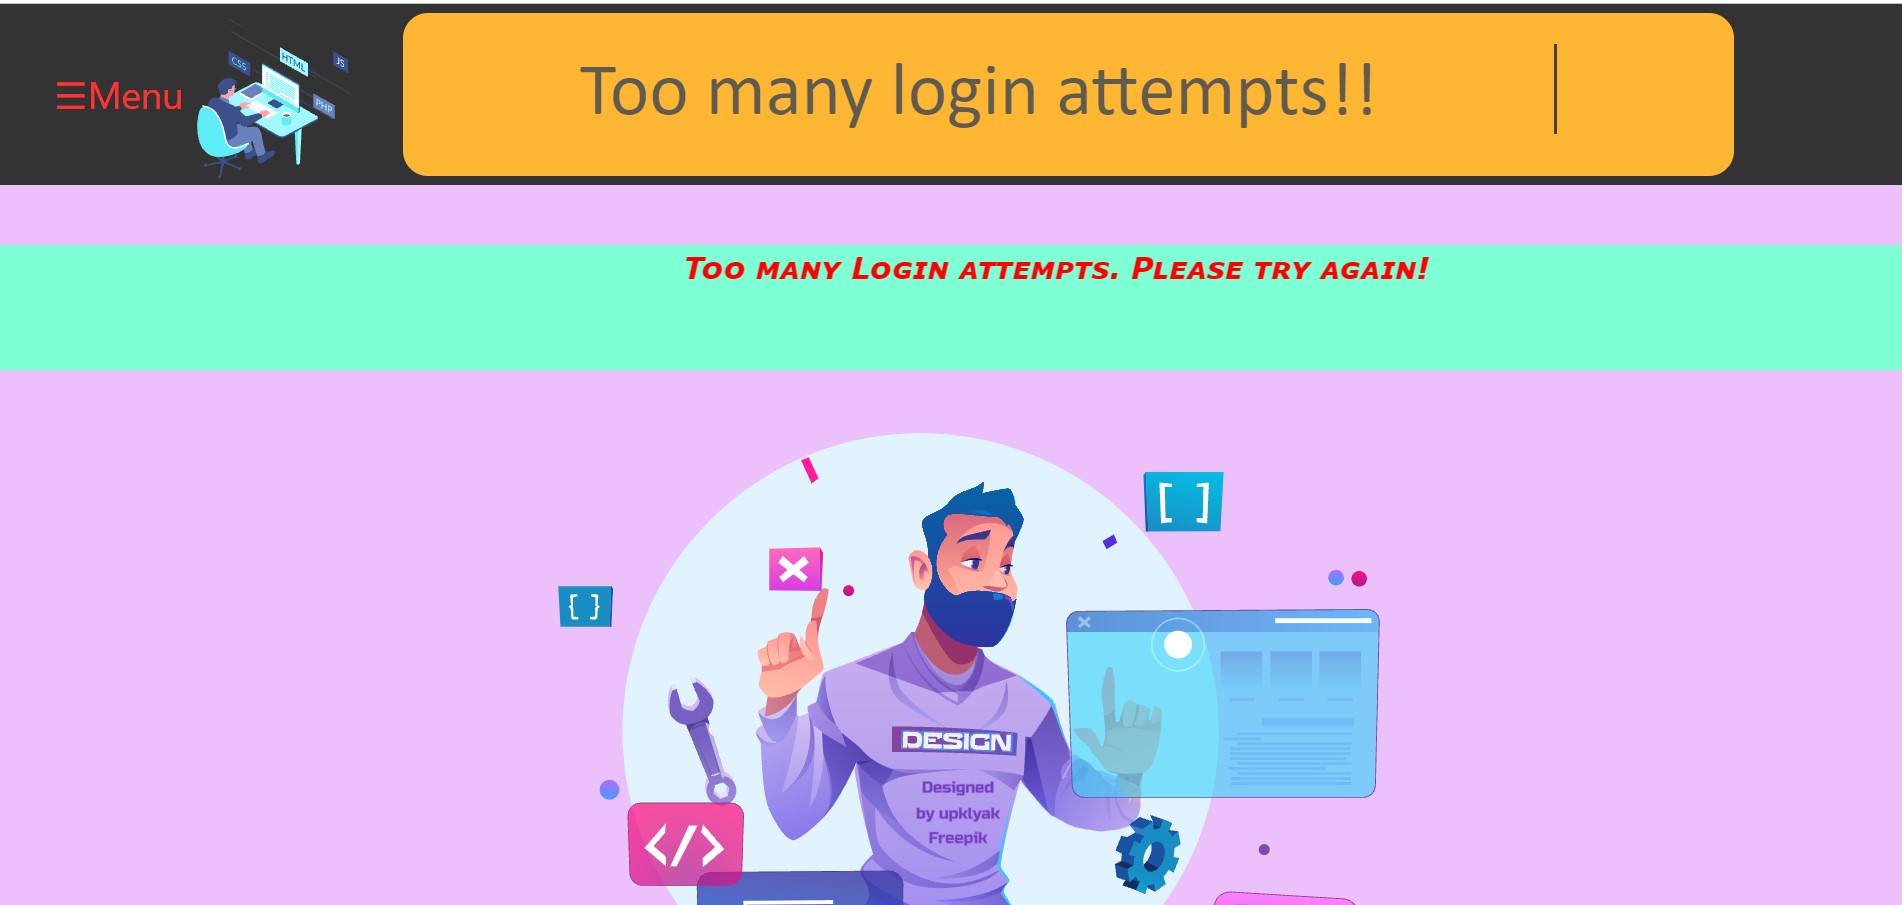 ☰Menu
CSS
HTML
JS
PHP
Too many login attempts!!
Too many Login attempts. Please try again!
[ ]
{ }
DESIGN
Designed
by upklyak
Freepik
</>